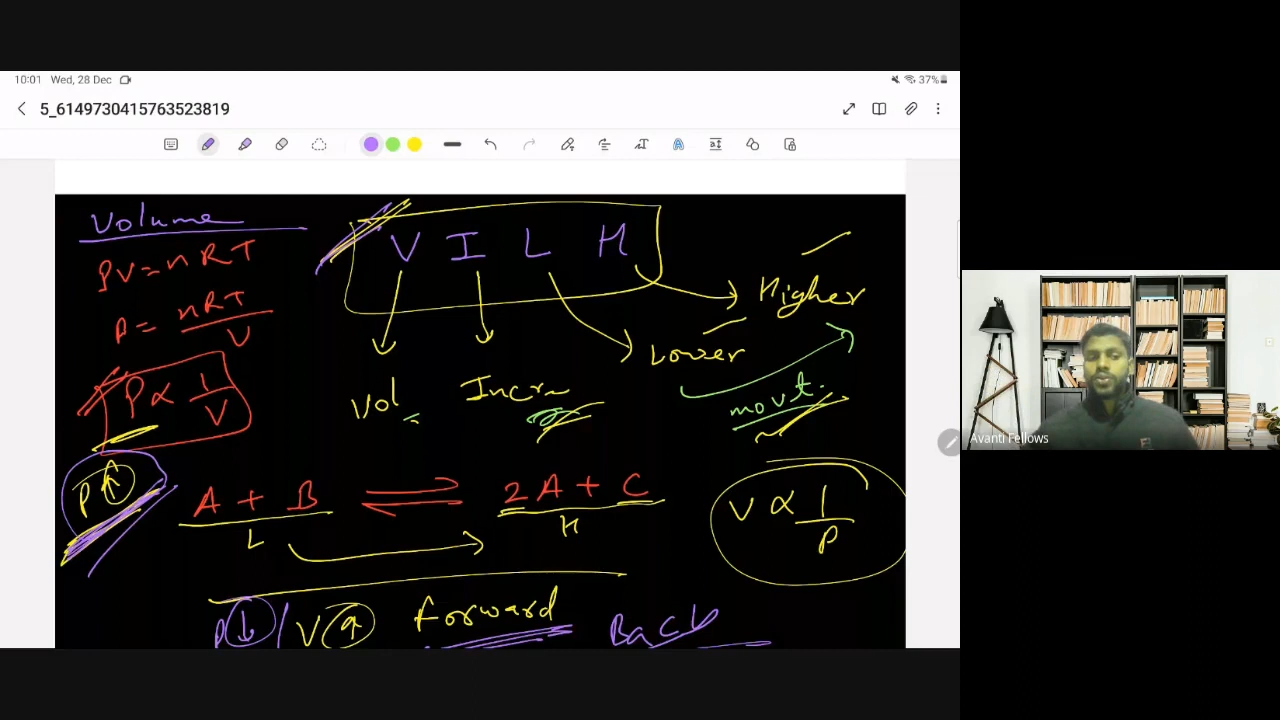 10:01 Wed, 28 Dec
37%
5_6149730415763523819
Volume
V I L H
PV = nRT
Higher
P = nRT/V
Lower
P ∝ 1/V
Vol
Incr
movt.
P↑
A + B ⇌ 2A + C
L
H
V ∝ 1/P
P↓ / V↑ forward Back
Avanti Fellows